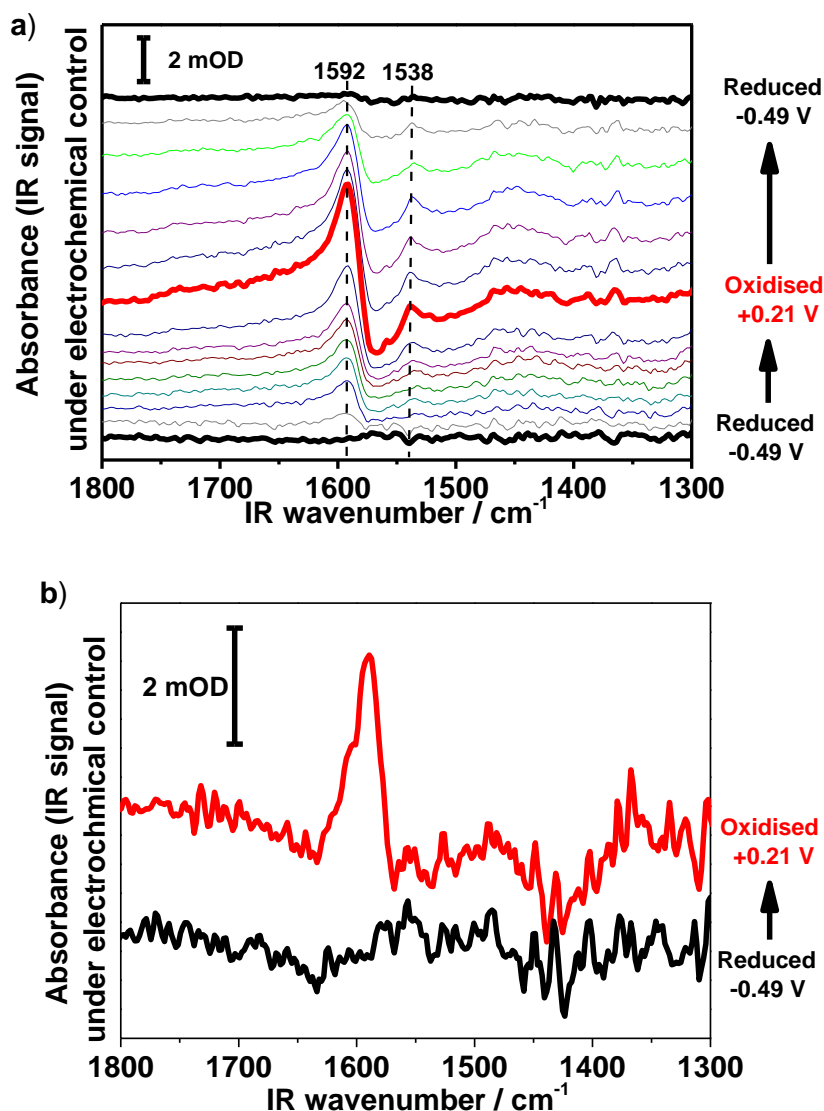 a)
2 mOD
1592
1538
Absorbance (IR signal)
under electrochemical control
Reduced
-0.49 V
Oxidised
+0.21 V
Reduced
-0.49 V
1800 1700 1600 1500 1400 1300
IR wavenumber / cm⁻¹
b)
2 mOD
Absorbance (IR signal)
under electrochmical control
Oxidised
+0.21 V
Reduced
-0.49 V
1800 1700 1600 1500 1400 1300
IR wavenumber / cm⁻¹